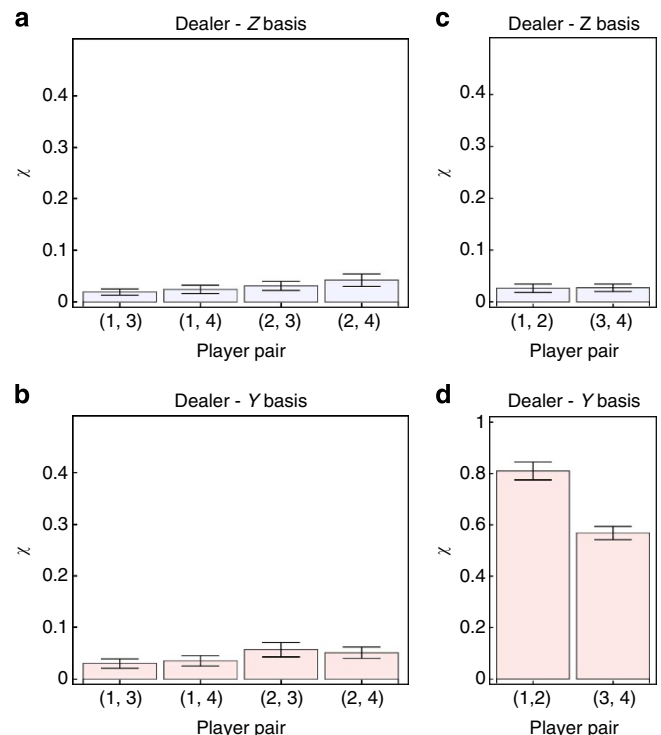 a
Dealer - Z basis
0.4
0.3
0.2
0.1
0
χ
(1, 3) (1, 4) (2, 3) (2, 4)
Player pair
c
Dealer - Z basis
0.4
0.3
0.2
0.1
0
χ
(1, 2) (3, 4)
Player pair
b
Dealer - Y basis
0.4
0.3
0.2
0.1
0
χ
(1, 3) (1, 4) (2, 3) (2, 4)
Player pair
d
Dealer - Y basis
1
0.8
0.6
0.4
0.2
0
χ
(1,2) (3, 4)
Player pair